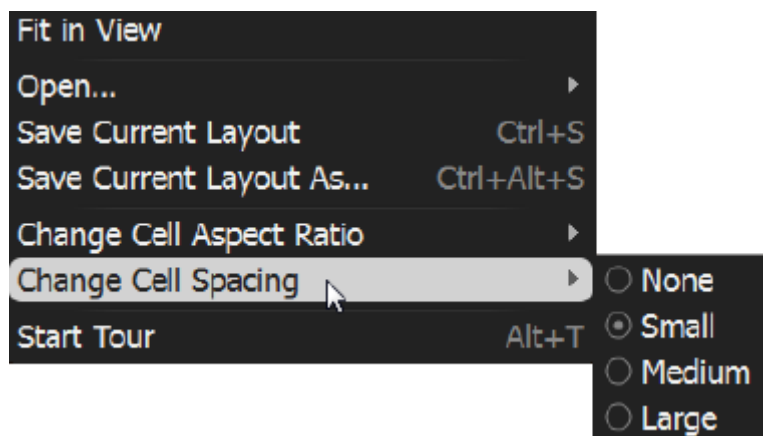 Fit in View
Open...
Save Current Layout Ctrl+S
Save Current Layout As... Ctrl+Alt+S
Change Cell Aspect Ratio
Change Cell Spacing
Start Tour Alt+T
None
Small
Medium
Large